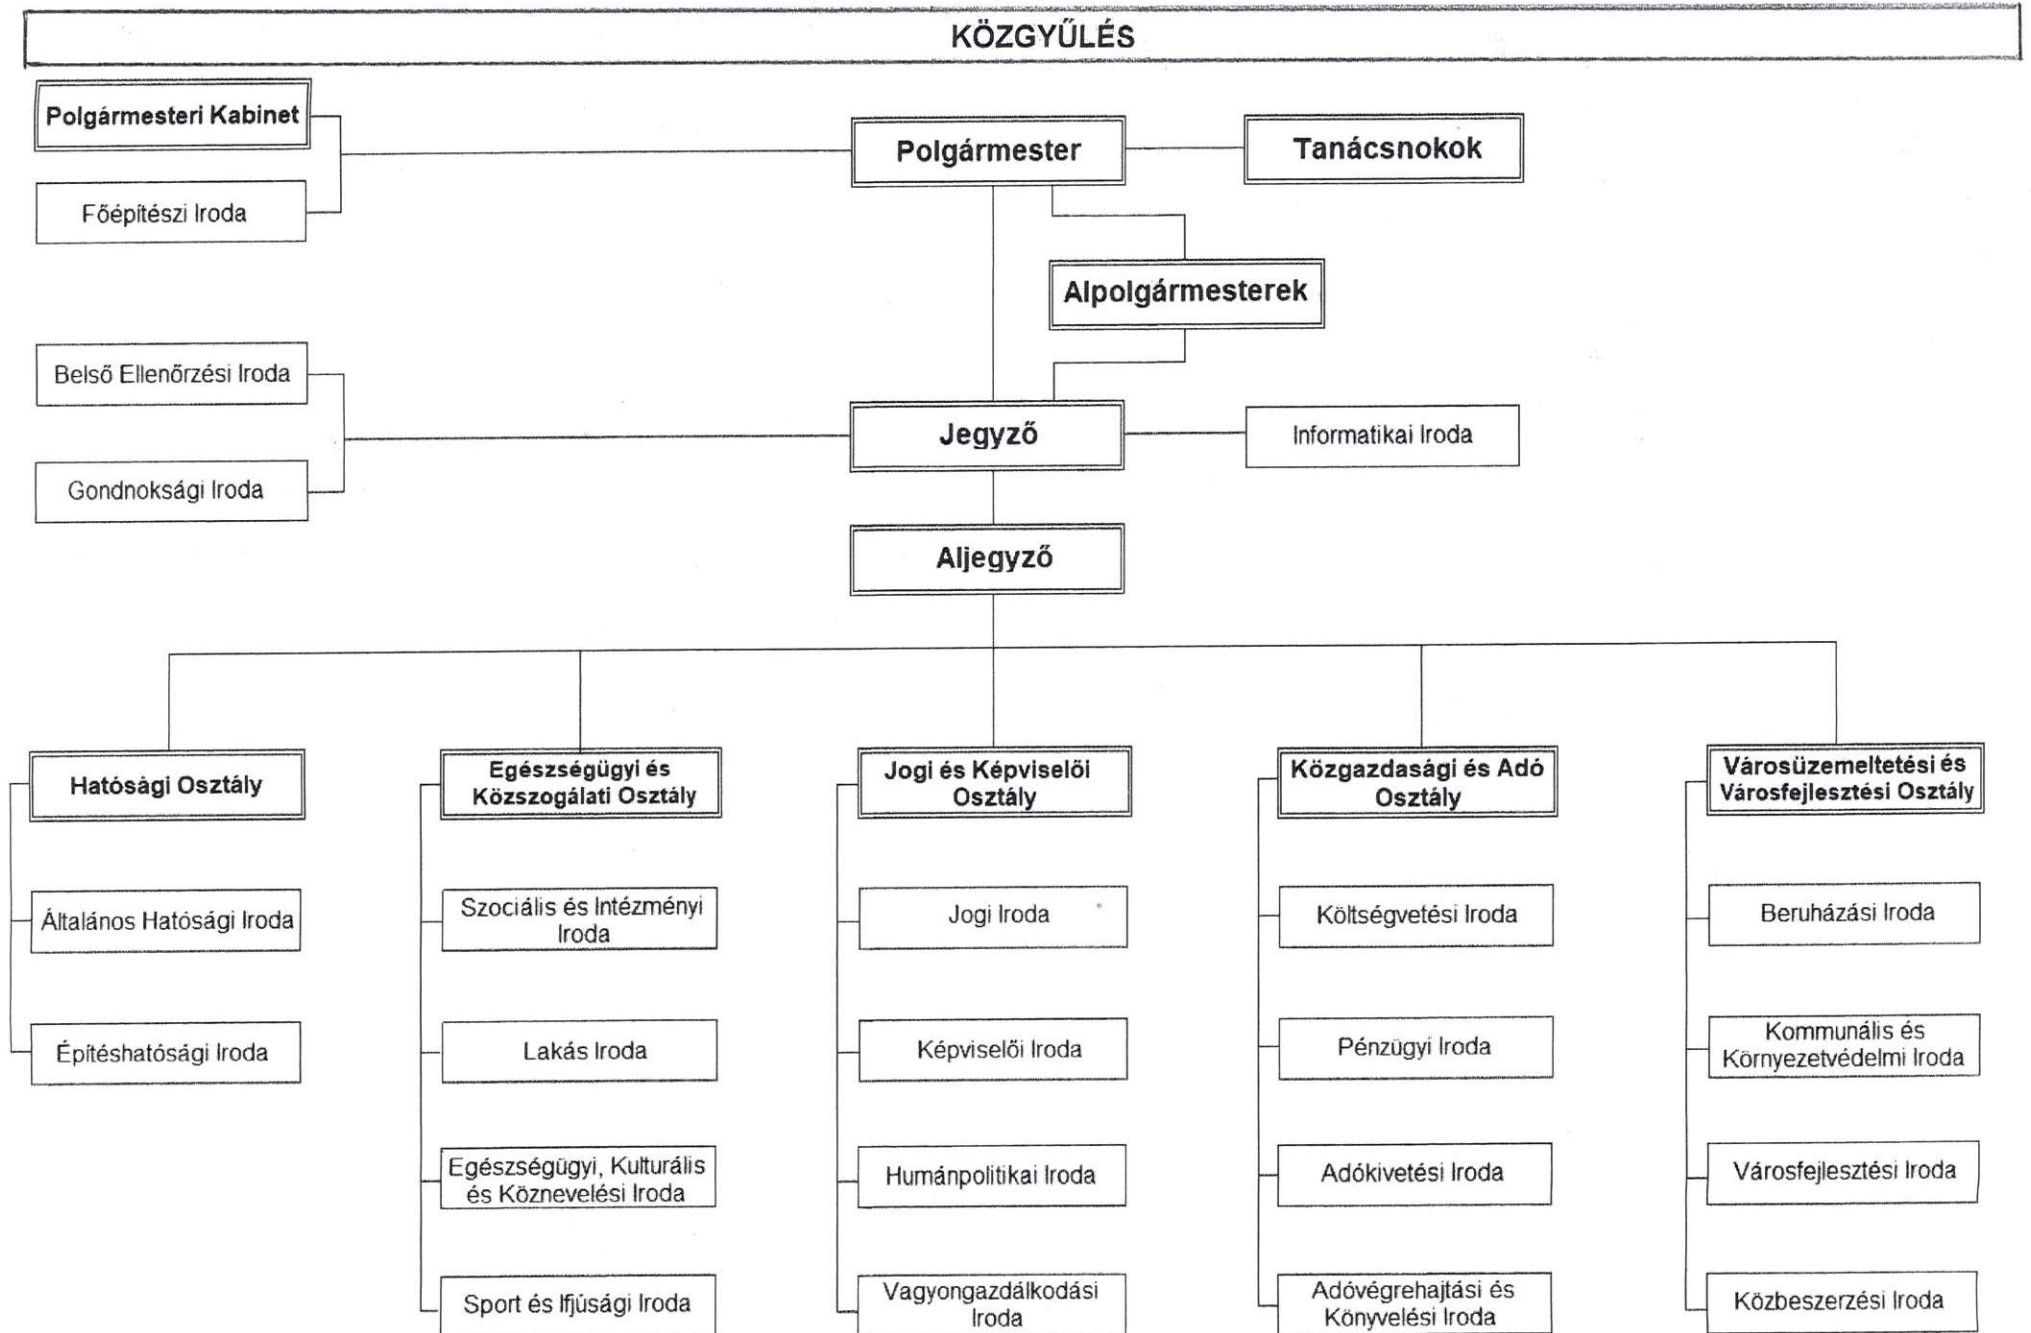 KÖZGYŰLÉS
Polgármesteri Kabinet
Polgármester
Tanácsnokok
Főépítészi Iroda
Alpolgármesterek
Belső Ellenőrzési Iroda
Jegyző
Informatikai Iroda
Gondnoksági Iroda
Aljegyző
Hatósági Osztály
Általános Hatósági Iroda
Építéshatósági Iroda
Egészségügyi és
Közszogálati Osztály
Szociális és Intézményi
Iroda
Lakás Iroda
Egészségügyi, Kulturális
és Köznevelési Iroda
Sport és Ifjúsági Iroda
Jogi és Képviselői
Osztály
Jogi Iroda
Képviselői Iroda
Humánpolitikai Iroda
Vagyongazdálkodási
Iroda
Közgazdasági és Adó
Osztály
Költségvetési Iroda
Pénzügyi Iroda
Adókivetési Iroda
Adóvégrehajtási és
Könyvelési Iroda
Városüzemeltetési és
Városfejlesztési Osztály
Beruházási Iroda
Kommunális és
Környezetvédelmi Iroda
Városfejlesztési Iroda
Közbeszerzési Iroda